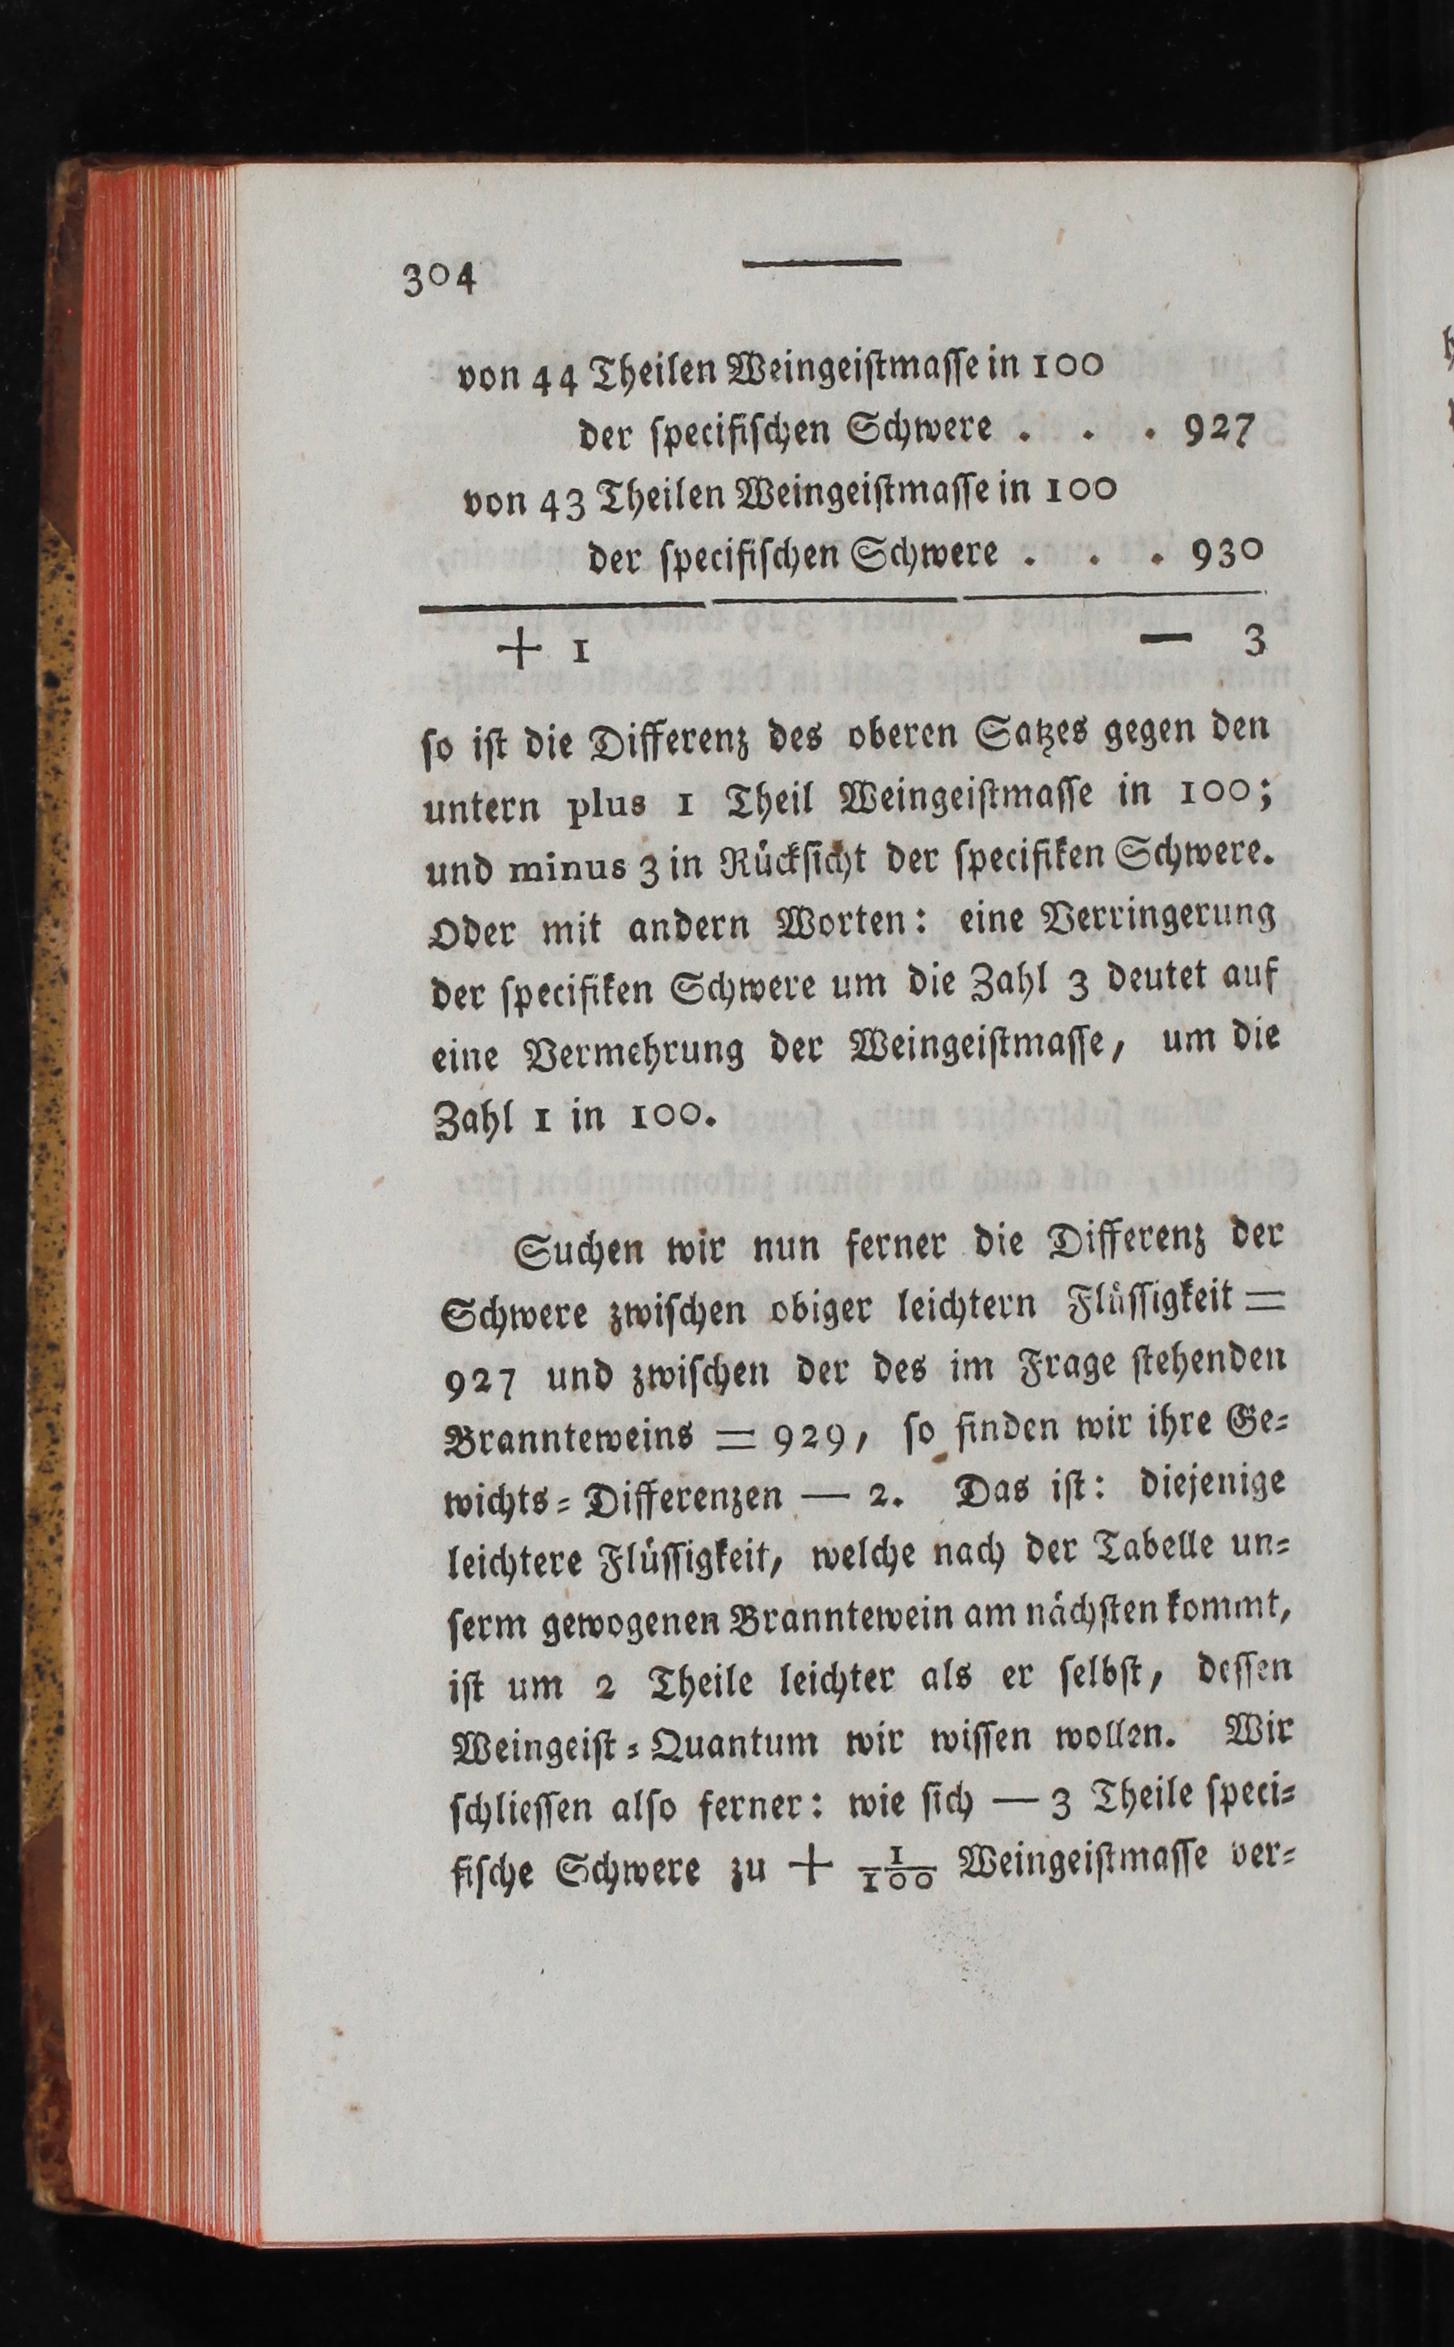 304
von 44 Theilen Weingeiſtmaſſe in 100
der ſpecifiſchen Schwere . . . 927
von 43 Theilen Weingeiſtmaſſe in 100
der ſpecifiſchen Schwere . . . 930
+ 1 — 3
ſo iſt die Differenz des oberen Satzes gegen den
untern plus 1 Theil Weingeiſtmaſſe in 100;
und minus 3 in Rückſicht der ſpecifiken Schwere.
Oder mit andern Worten: eine Verringerung
der ſpecifiken Schwere um die Zahl 3 deutet auf
eine Vermehrung der Weingeiſtmaſſe, um die
Zahl 1 in 100.
Suchen wir nun ferner die Differenz der
Schwere zwiſchen obiger leichtern Flüſſigkeit =
927 und zwiſchen der des im Frage ſtehenden
Brannteweins = 929, ſo finden wir ihre Ge-
wichts-Differenzen — 2. Das iſt: diejenige
leichtere Flüſſigkeit, welche nach der Tabelle un-
ſerm gewogenen Branntewein am nächſten kommt,
iſt um 2 Theile leichter als er ſelbſt, deſſen
Weingeiſt-Quantum wir wiſſen wollen. Wir
ſchlieſſen alſo ferner: wie ſich — 3 Theile ſpeci-
fiſche Schwere zu + 1/100 Weingeiſtmaſſe ver-